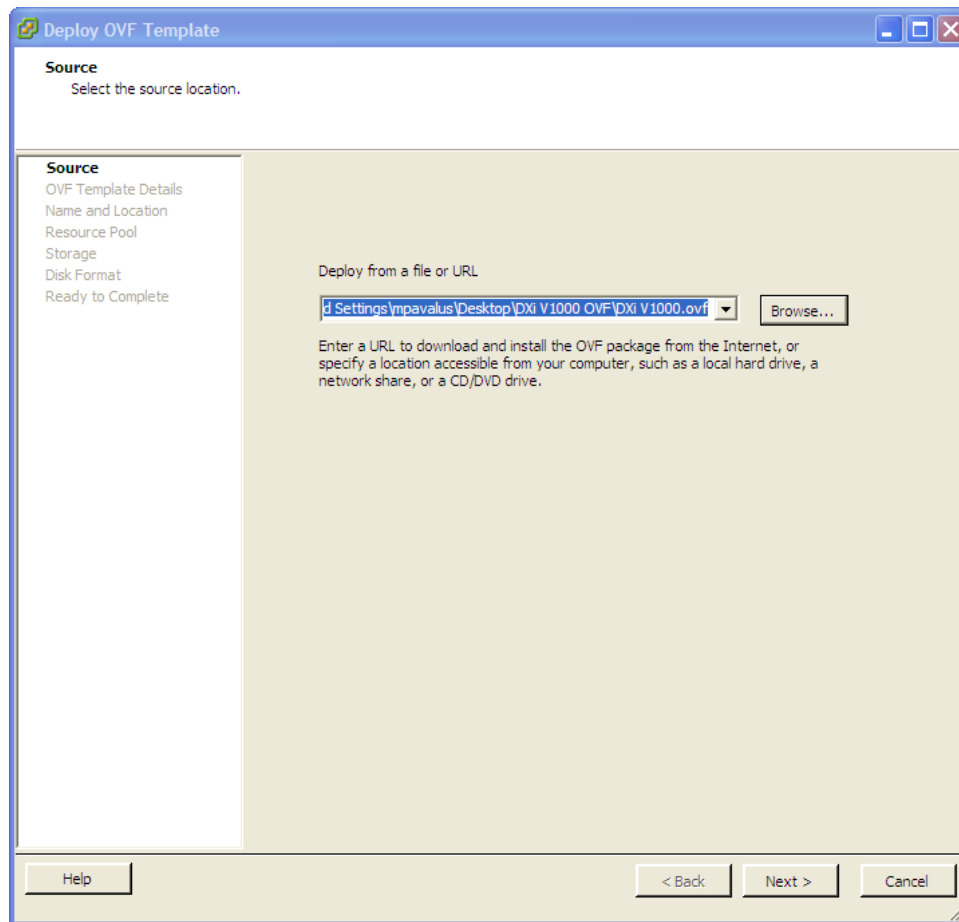 Deploy OVF Template
Source
Select the source location.
Source
OVF Template Details
Name and Location
Resource Pool
Storage
Disk Format
Ready to Complete
Deploy from a file or URL
d Settings\mpavalus\Desktop\DXi V1000 OVF\DXi V1000.ovf
Browse...
Enter a URL to download and install the OVF package from the Internet, or
specify a location accessible from your computer, such as a local hard drive, a
network share, or a CD/DVD drive.
Help
< Back
Next >
Cancel